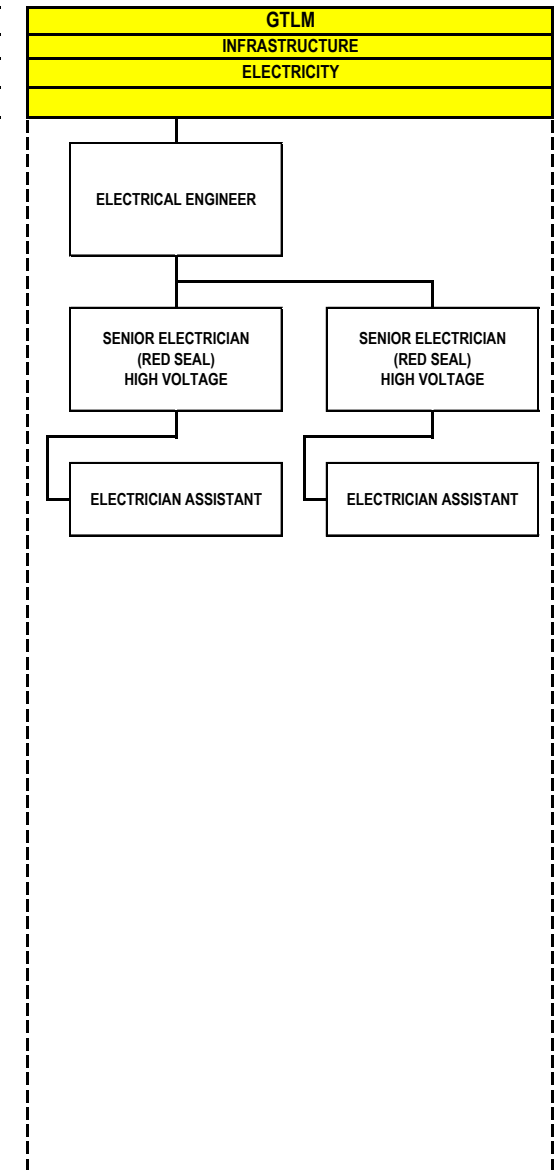 GTLM
INFRASTRUCTURE
ELECTRICITY
ELECTRICAL ENGINEER
SENIOR ELECTRICIAN
(RED SEAL)
HIGH VOLTAGE
SENIOR ELECTRICIAN
(RED SEAL)
HIGH VOLTAGE
ELECTRICIAN ASSISTANT
ELECTRICIAN ASSISTANT